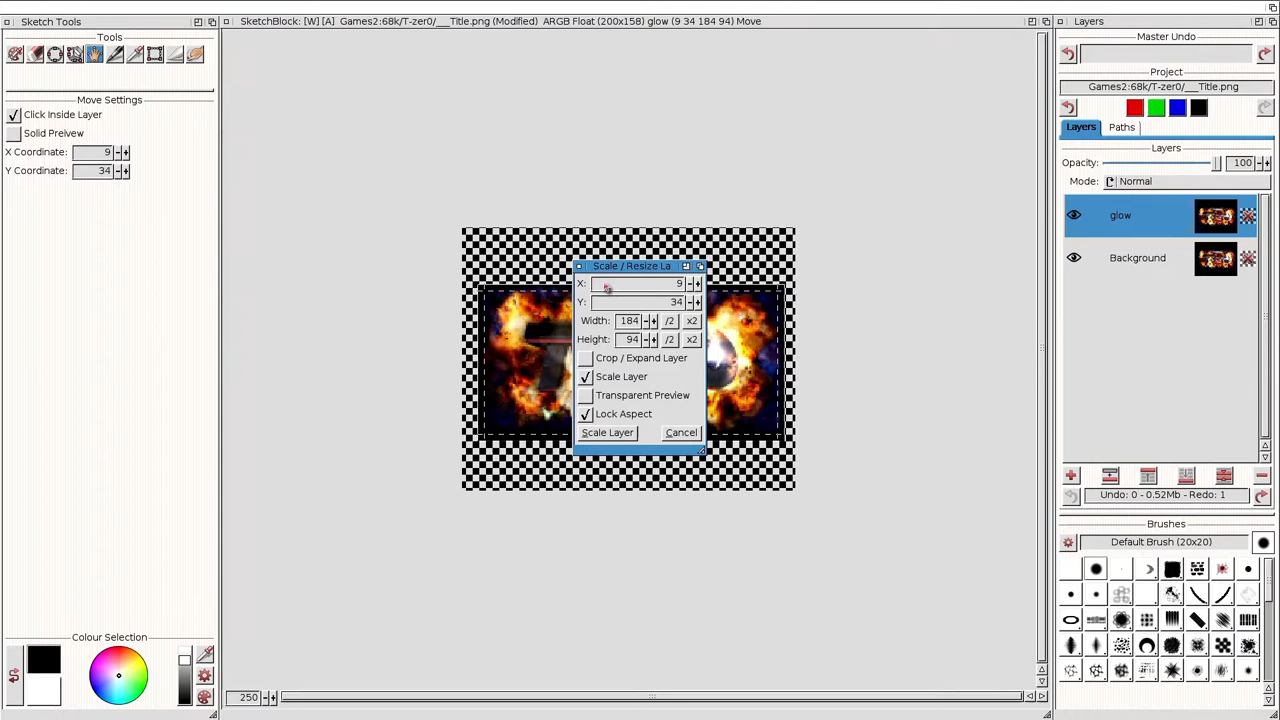 Sketch Tools
SketchBlock: [W] [A]  Games2:68k/T-zer0/___Title.png (Modified)  ARGB Float (200x158) glow (9 34 184 94) Move
Layers
Tools
Master Undo
Project
Games2:68k/T-zer0/___Title.png
Move Settings
Click Inside Layer
Solid Preivew
X Coordinate: 9
Y Coordinate: 34
Layers
Paths
Layers
Opacity: 100
Mode: Normal
glow
Background
Scale / Resize La
X: 9
Y: 34
Width: 184 /2 x2
Height: 94 /2 x2
Crop / Expand Layer
Scale Layer
Transparent Preview
Lock Aspect
Scale Layer
Cancel
Undo: 0 - 0.52Mb - Redo: 1
Brushes
Default Brush (20x20)
Colour Selection
250